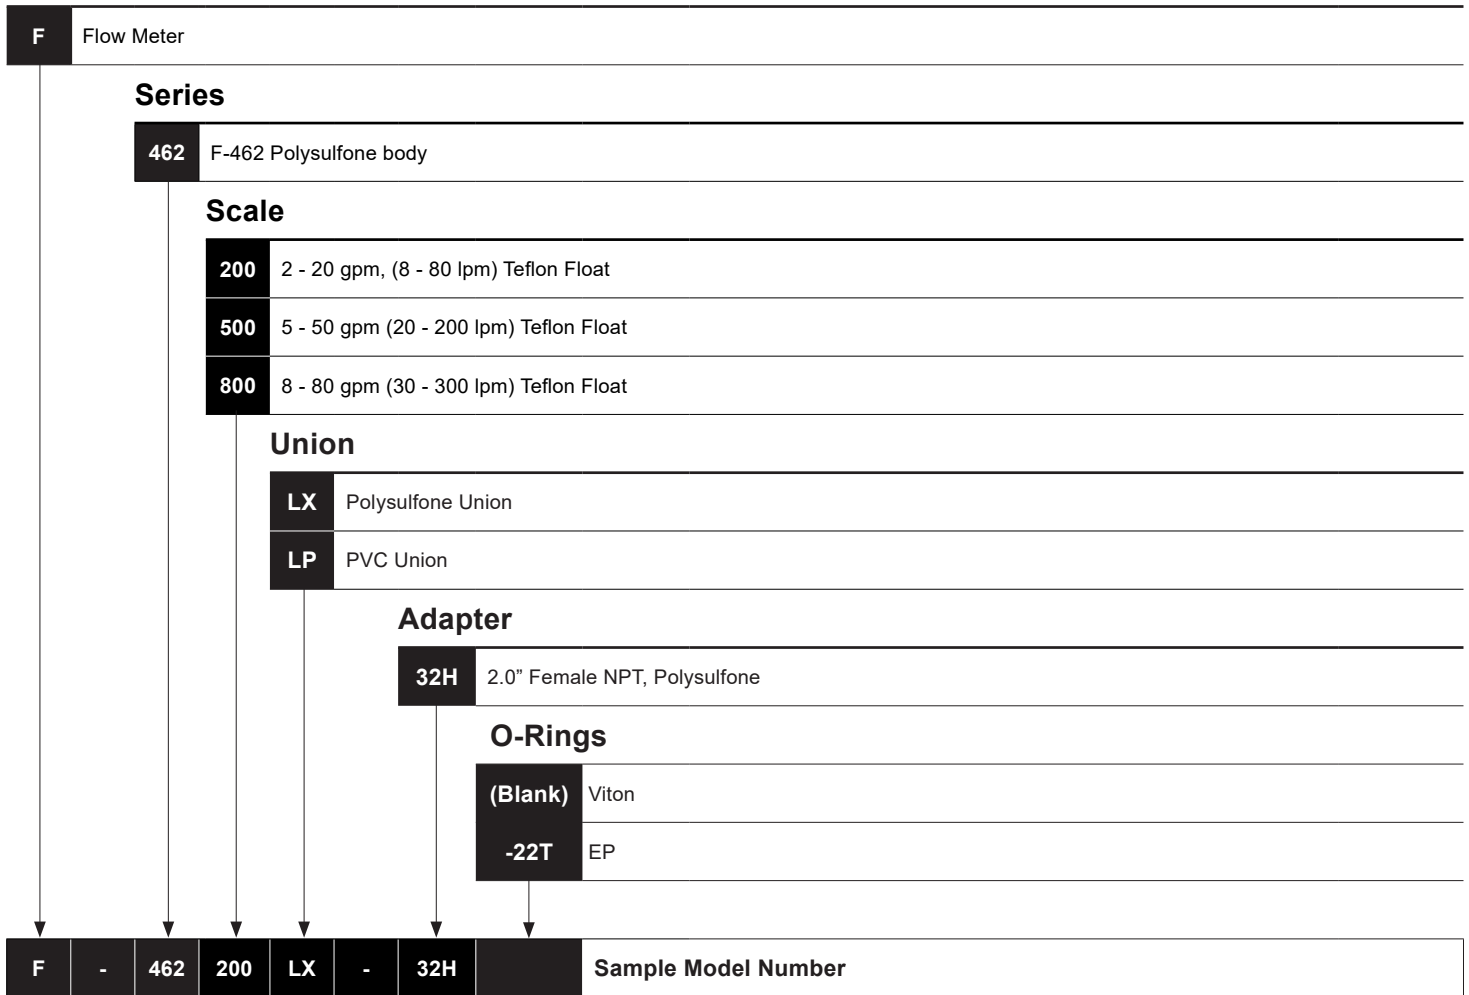 F Flow Meter
Series
462 F-462 Polysulfone body
Scale
200 2 - 20 gpm, (8 - 80 lpm) Teflon Float
500 5 - 50 gpm (20 - 200 lpm) Teflon Float
800 8 - 80 gpm (30 - 300 lpm) Teflon Float
Union
LX Polysulfone Union
LP PVC Union
Adapter
32H 2.0” Female NPT, Polysulfone
O-Rings
(Blank) Viton
-22T EP
F - 462 200 LX - 32H Sample Model Number